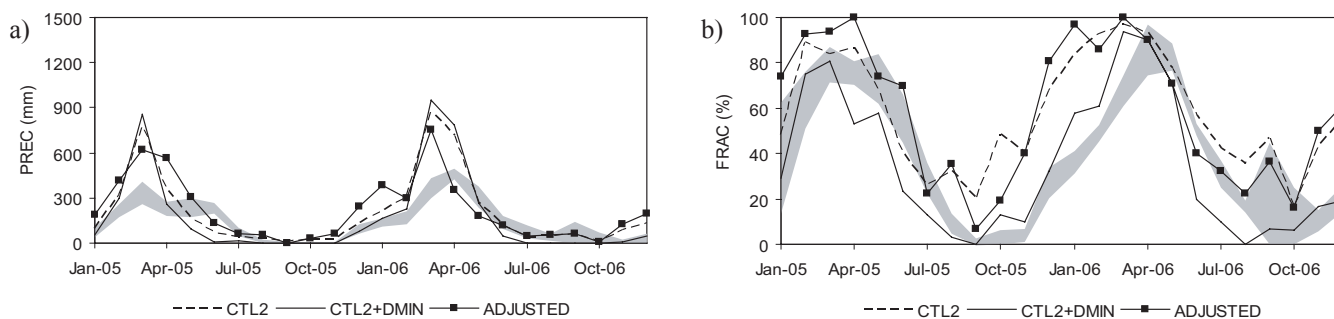 a)
PREC (mm)
1500
1200
900
600
300
0
Jan-05 Apr-05 Jul-05 Oct-05 Jan-06 Apr-06 Jul-06 Oct-06
CTL2 CTL2+DMIN ADJUSTED
b)
FRAC (%)
100
80
60
40
20
0
Jan-05 Apr-05 Jul-05 Oct-05 Jan-06 Apr-06 Jul-06 Oct-06
CTL2 CTL2+DMIN ADJUSTED